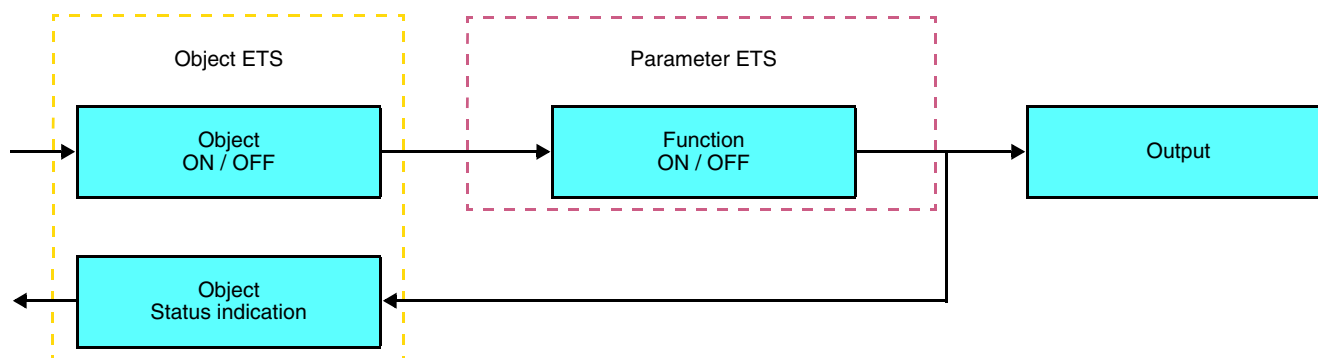 Object ETS
Parameter ETS
Object
ON / OFF
Function
ON / OFF
Output
Object
Status indication